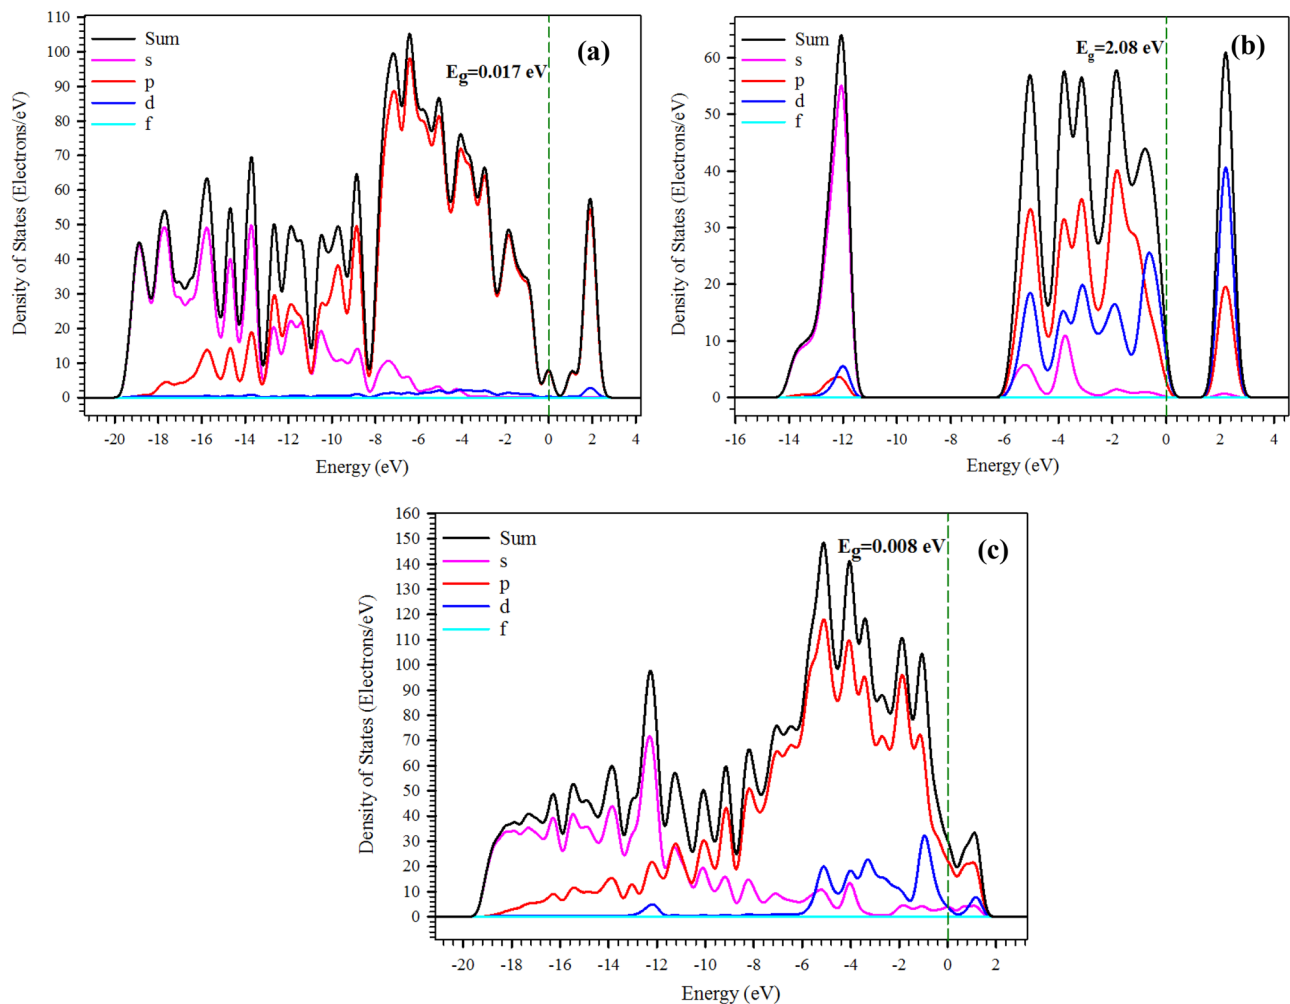 110
100
90
80
70
60
50
40
30
20
10
0
Density of States (Electrons/eV)
Sum
s
p
d
f
(a)
Eg=0.017 eV
-20 -18 -16 -14 -12 -10 -8 -6 -4 -2 0 2 4
Energy (eV)
60
50
40
30
20
10
0
Density of States (Electrons/eV)
Sum
s
p
d
f
(b)
Eg=2.08 eV
-16 -14 -12 -10 -8 -6 -4 -2 0 2 4
Energy (eV)
160
150
140
130
120
110
100
90
80
70
60
50
40
30
20
10
0
Density of States (Electrons/eV)
Sum
s
p
d
f
(c)
Eg=0.008 eV
-20 -18 -16 -14 -12 -10 -8 -6 -4 -2 0 2
Energy (eV)